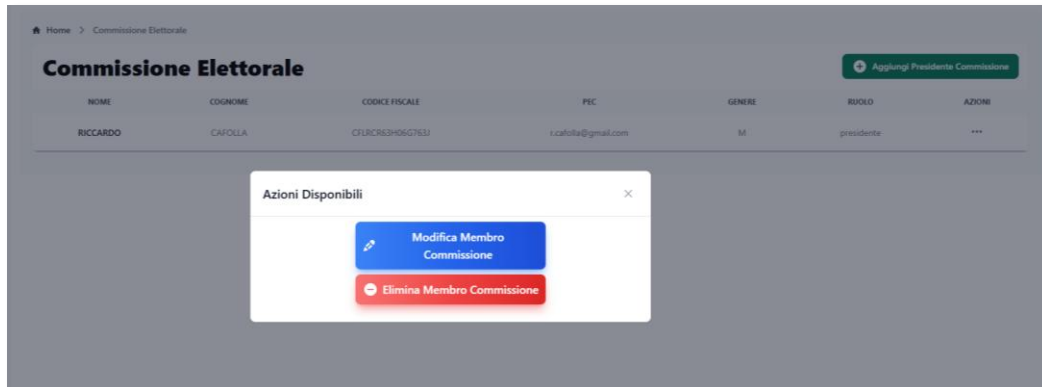 Home > Commissione Elettorale
Commissione Elettorale
Aggiungi Presidente Commissione
NOME COGNOME CODICE FISCALE PEC GENERE RUOLO AZIONI
RICCARDO CAFOLLA CFLRCR63H06G763J r.cafolla@gmail.com M presidente ...
Azioni Disponibili ×
Modifica Membro
Commissione
Elimina Membro Commissione